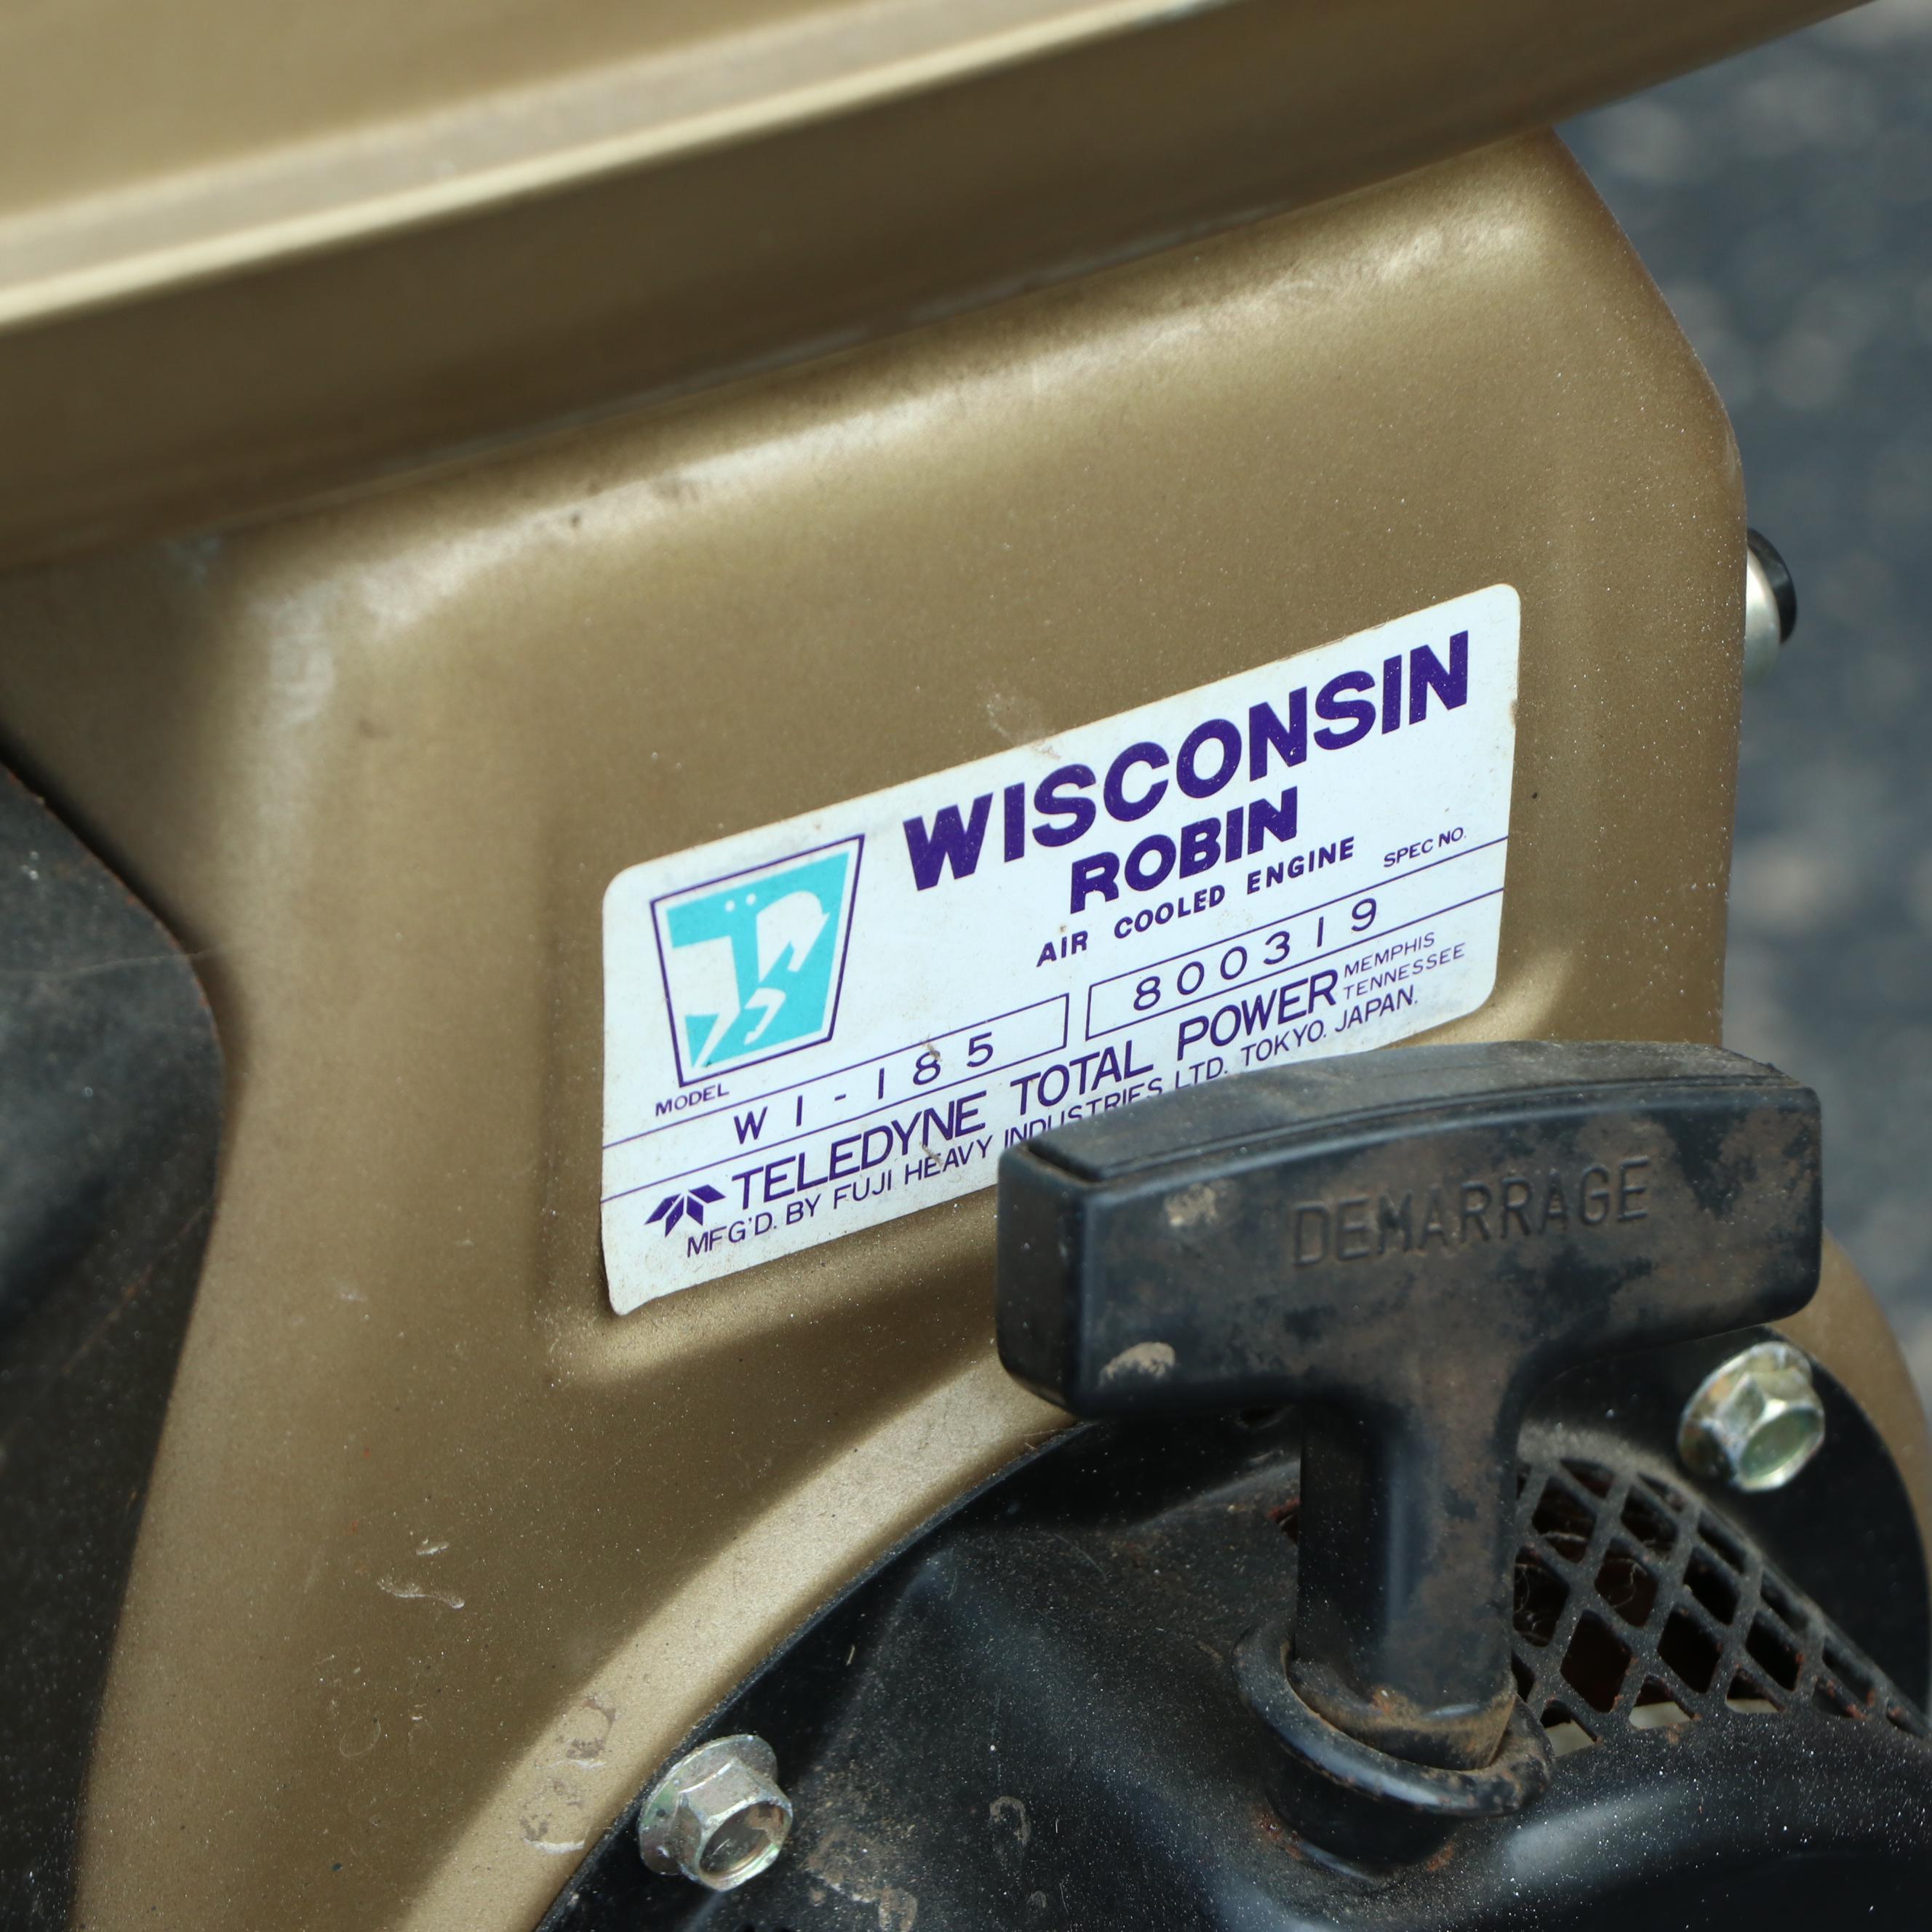 WISCONSIN
ROBIN
AIR COOLED ENGINE
SPEC NO.
800319
MODEL
W1-185
TELEDYNE TOTAL POWER
MEMPHIS
TENNESSEE
MFG'D. BY FUJI HEAVY INDUSTRIES LTD. TOKYO. JAPAN.
DEMARRAGE